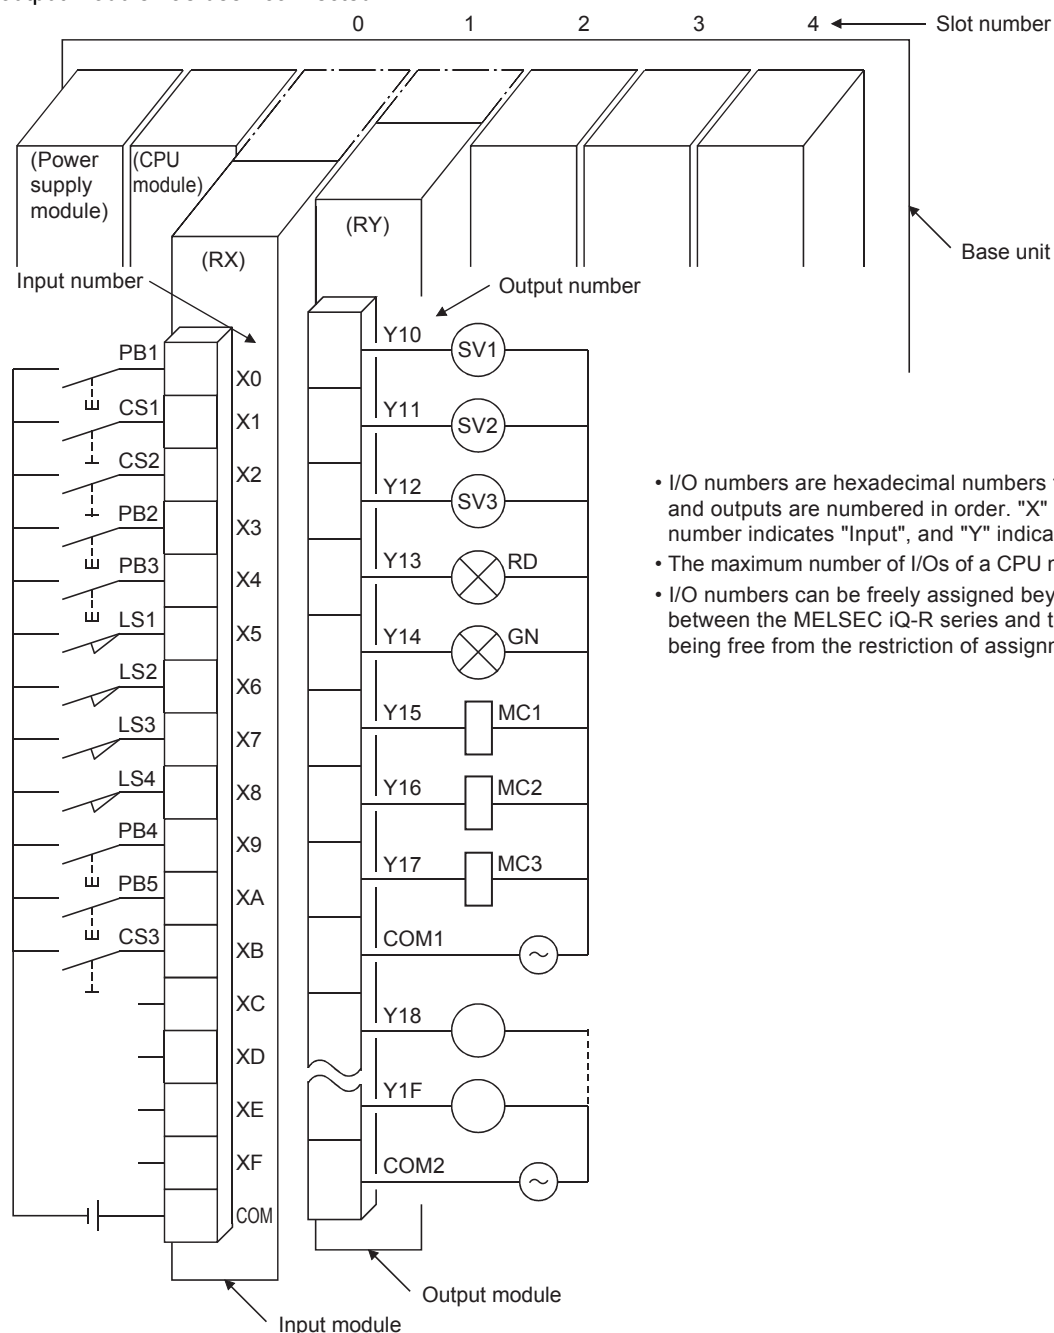 0 1 2 3 4 Slot number
(Power
supply
module)
(CPU
module)
(RX)
(RY)
Base unit
Input number
Output number
PB1 X0
CS1 X1
CS2 X2
PB2 X3
PB3 X4
LS1 X5
LS2 X6
LS3 X7
LS4 X8
PB4 X9
PB5 XA
CS3 XB
XC
XD
XE
XF
COM
Y10 SV1
Y11 SV2
Y12 SV3
Y13 RD
Y14 GN
Y15 MC1
Y16 MC2
Y17 MC3
COM1
Y18
Y1F
COM2
• I/O numbers are hexadecimal numbers
and outputs are numbered in order. "X"
number indicates "Input", and "Y"
• The maximum number of I/Os of a CPU
• I/O numbers can be freely assigned
between the MELSEC iQ-R series and
being free from the restriction of
Output module
Input module